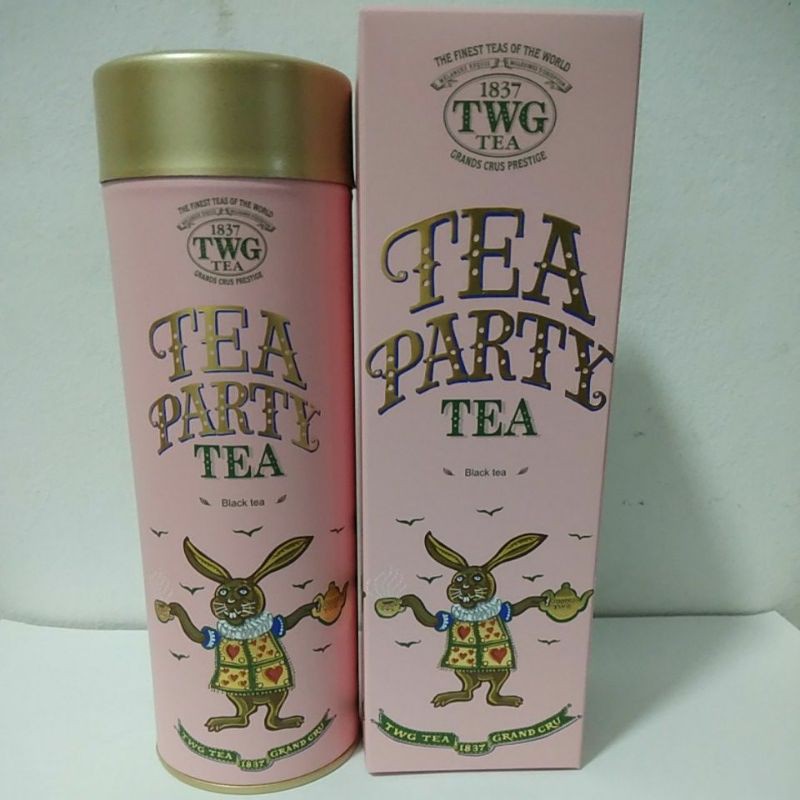 THE FINEST TEAS OF THE WORLD
1837
TWG
TEA
GRANDS CRUS PRESTIGE
TEA
PARTY
TEA
Black tea
TWG TEA 1837 GRAND CRU
THE FINEST TEAS OF THE WORLD
1837
TWG
TEA
GRANDS CRUS PRESTIGE
TEA
PARTY
TEA
Black tea
TWG TEA 1837 GRAND CRU